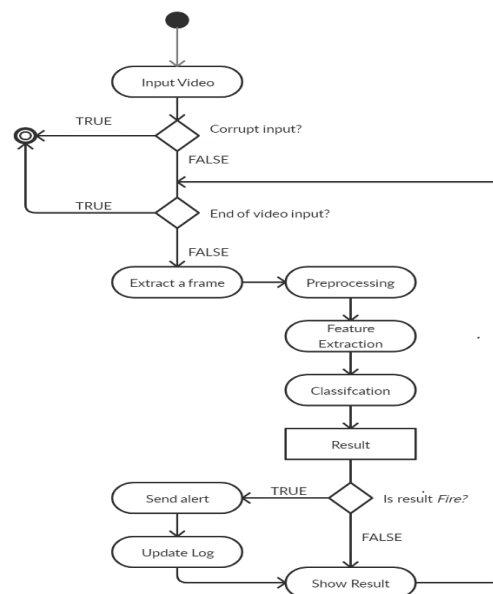 Input Video
TRUE
Corrupt input?
FALSE
TRUE
End of video input?
FALSE
Extract a frame
Preprocessing
Feature
Extraction
Classifcation
Result
TRUE
Is result Fire?
Send alert
FALSE
Update Log
Show Result